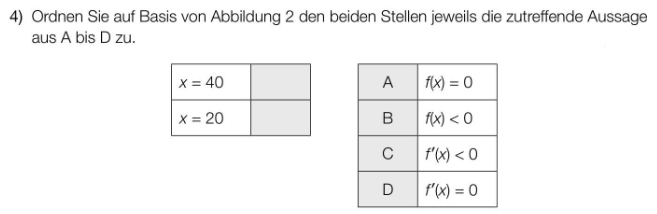 4) Ordnen Sie auf Basis von Abbildung 2 den beiden Stellen jeweils die zutreffende Aussage
aus A bis D zu.
x = 40
x = 20
A f(x) = 0
B f(x) < 0
C f′(x) < 0
D f′(x) = 0